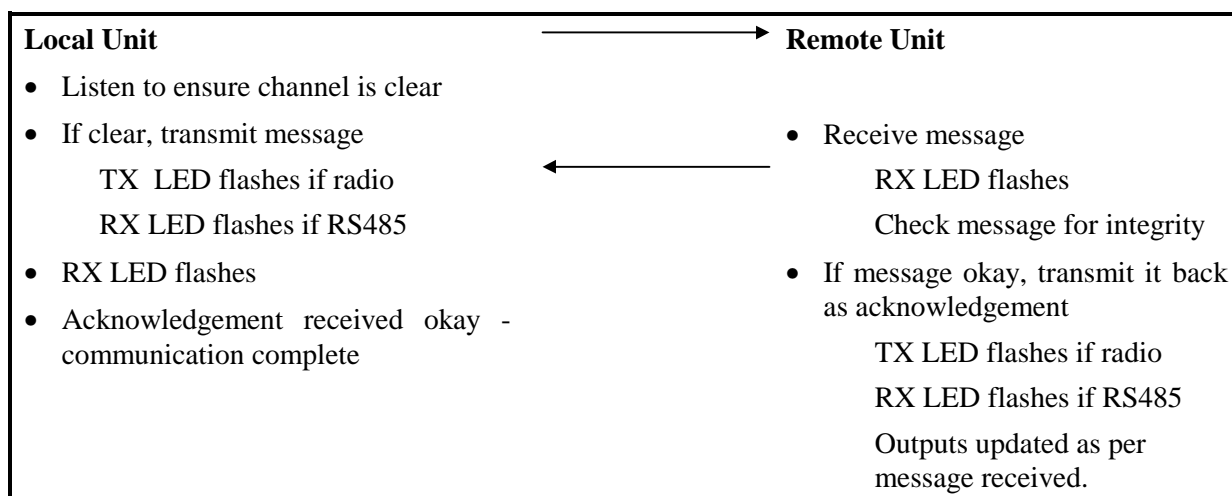 Local Unit
• Listen to ensure channel is clear
• If clear, transmit message
TX LED flashes if radio
RX LED flashes if RS485
• RX LED flashes
• Acknowledgement received okay -
communication complete
Remote Unit
• Receive message
RX LED flashes
Check message for integrity
• If message okay, transmit it back
as acknowledgement
TX LED flashes if radio
RX LED flashes if RS485
Outputs updated as per
message received.